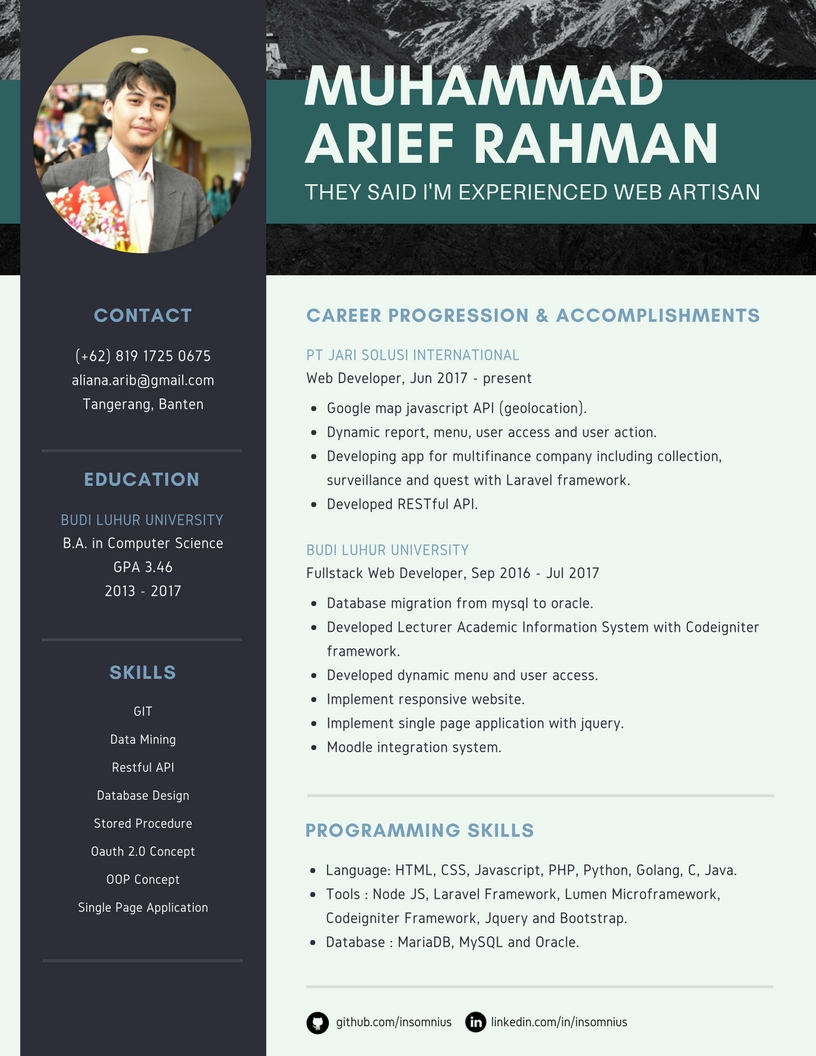 MUHAMMAD
ARIEF RAHMAN
THEY SAID I'M EXPERIENCED WEB ARTISAN
CONTACT
(+62) 819 1725 0675
aliana.arib@gmail.com
Tangerang, Banten
EDUCATION
BUDI LUHUR UNIVERSITY
B.A. in Computer Science
GPA 3.46
2013 - 2017
SKILLS
GIT
Data Mining
Restful API
Database Design
Stored Procedure
Oauth 2.0 Concept
OOP Concept
Single Page Application
CAREER PROGRESSION & ACCOMPLISHMENTS
PT JARI SOLUSI INTERNATIONAL
Web Developer, Jun 2017 - present
• Google map javascript API (geolocation).
• Dynamic report, menu, user access and user action.
• Developing app for multifinance company including collection,
surveillance and quest with Laravel framework.
• Developed RESTful API.
BUDI LUHUR UNIVERSITY
Fullstack Web Developer, Sep 2016 - Jul 2017
• Database migration from mysql to oracle.
• Developed Lecturer Academic Information System with Codeigniter
framework.
• Developed dynamic menu and user access.
• Implement responsive website.
• Implement single page application with jquery.
• Moodle integration system.
PROGRAMMING SKILLS
• Language: HTML, CSS, Javascript, PHP, Python, Golang, C, Java.
• Tools : Node JS, Laravel Framework, Lumen Microframework,
Codeigniter Framework, Jquery and Bootstrap.
• Database : MariaDB, MySQL and Oracle.
github.com/insomnius in linkedin.com/in/insomnius